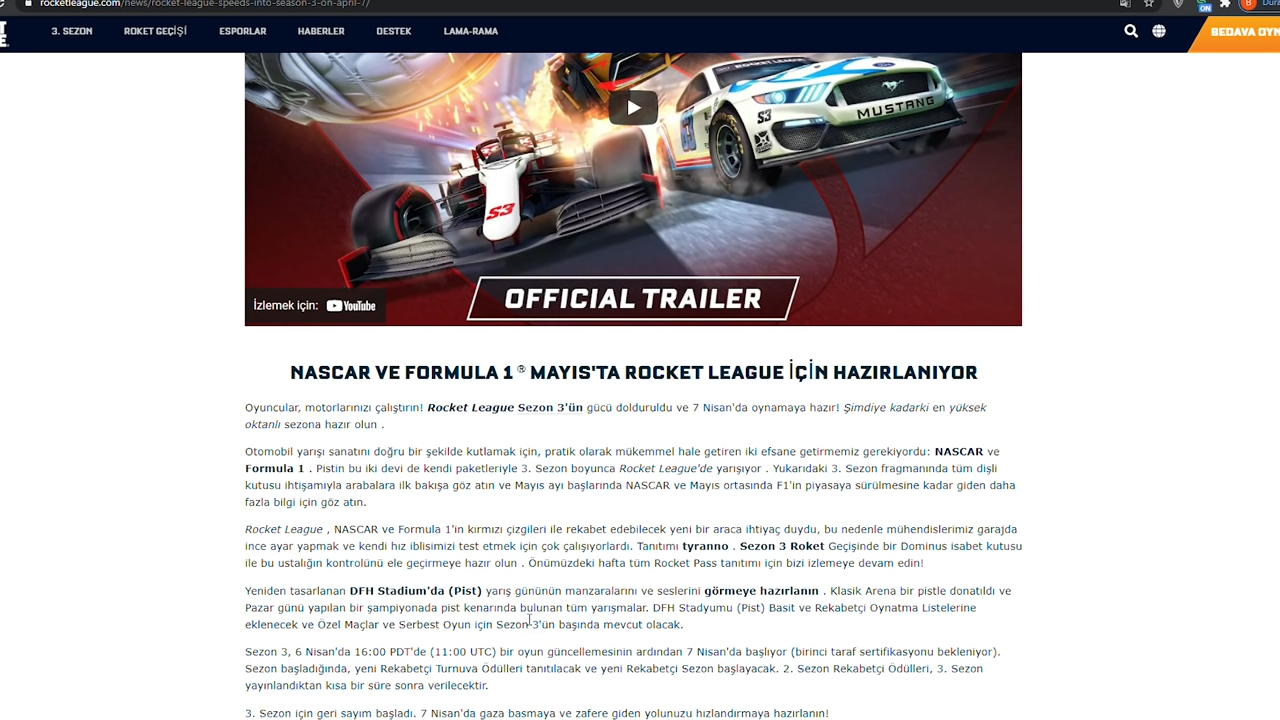 rocketleague.com/news/rocket-league-speeds-into-season-3-on-april-7/
ON
B
3. SEZON ROKET GEÇİŞİ ESPORLAR HABERLER DESTEK LAMA-RAMA
BEDAVA OYN
ROCKET LEAGUE
MUSTANG
S3
S3
OFFICIAL TRAILER
İzlemek için: YouTube
NASCAR VE FORMULA 1 ® MAYIS'TA ROCKET LEAGUE İÇİN HAZIRLANIYOR
Oyuncular, motorlarınızı çalıştırın! Rocket League Sezon 3'ün gücü dolduruldu ve 7 Nisan'da oynamaya hazır! Şimdiye kadarki en yüksek
oktanlı sezona hazır olun .
Otomobil yarışı sanatını doğru bir şekilde kutlamak için, pratik olarak mükemmel hale getiren iki efsane getirmemiz gerekiyordu: NASCAR ve
Formula 1 . Pistin bu iki devi de kendi paketleriyle 3. Sezon boyunca Rocket League'de yarışıyor . Yukarıdaki 3. Sezon fragmanında tüm dişli
kutusu ihtişamıyla arabalara ilk bakışa göz atın ve Mayıs ayı başlarında NASCAR ve Mayıs ortasında F1'in piyasaya sürülmesine kadar giden daha
fazla bilgi için göz atın.
Rocket League , NASCAR ve Formula 1'in kırmızı çizgileri ile rekabet edebilecek yeni bir araca ihtiyaç duydu, bu nedenle mühendislerimiz garajda
ince ayar yapmak ve kendi hız iblisimizi test etmek için çok çalışıyorlardı. Tanıtımı tyranno . Sezon 3 Roket Geçişinde bir Dominus isabet kutusu
ile bu ustalığın kontrolünü ele geçirmeye hazır olun . Önümüzdeki hafta tüm Rocket Pass tanıtımı için bizi izlemeye devam edin!
Yeniden tasarlanan DFH Stadium'da (Pist) yarış gününün manzaralarını ve seslerini görmeye hazırlanın . Klasik Arena bir pistle donatıldı ve
Pazar günü yapılan bir şampiyonada pist kenarında bulunan tüm yarışmalar. DFH Stadyumu (Pist) Basit ve Rekabetçi Oynatma Listelerine
eklenecek ve Özel Maçlar ve Serbest Oyun için Sezon 3'ün başında mevcut olacak.
Sezon 3, 6 Nisan'da 16:00 PDT'de (11:00 UTC) bir oyun güncellemesinin ardından 7 Nisan'da başlıyor (birinci taraf sertifikasyonu bekleniyor).
Sezon başladığında, yeni Rekabetçi Turnuva Ödülleri tanıtılacak ve yeni Rekabetçi Sezon başlayacak. 2. Sezon Rekabetçi Ödülleri, 3. Sezon
yayınlandıktan kısa bir süre sonra verilecektir.
3. Sezon için geri sayım başladı. 7 Nisan'da gaza basmaya ve zafere giden yolunuzu hızlandırmaya hazırlanın!